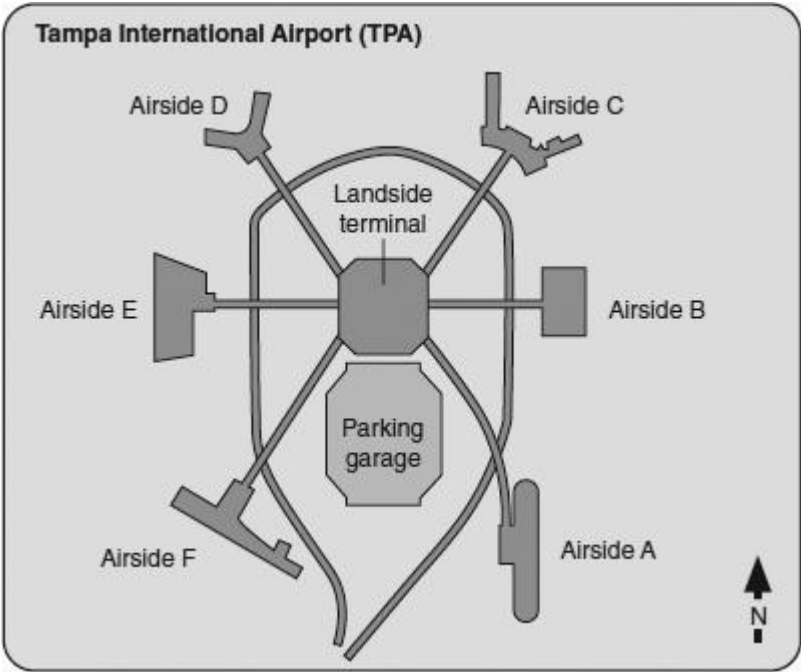 Tampa International Airport (TPA)
Airside D
Airside C
Landside
terminal
Airside E
Airside B
Parking
garage
Airside F
Airside A
N